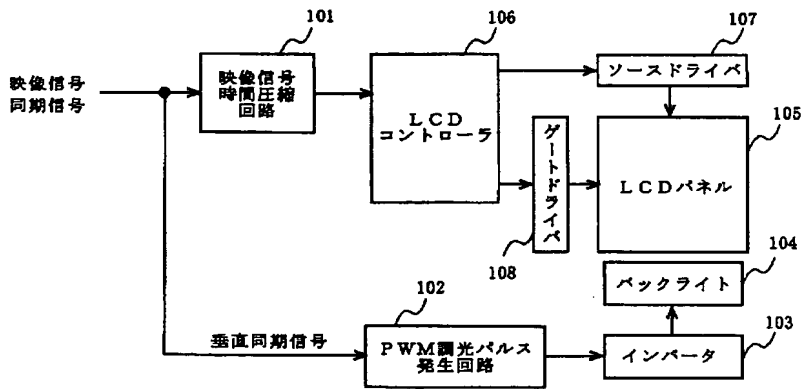 101
106
107
映像信号
同期信号
映像信号
時間圧縮
回路
LCD
コントローラ
ソースドライバ
ゲートドライバ
108
105
LCDパネル
104
バックライト
102
103
垂直同期信号
PWM調光パルス
発生回路
インバータ